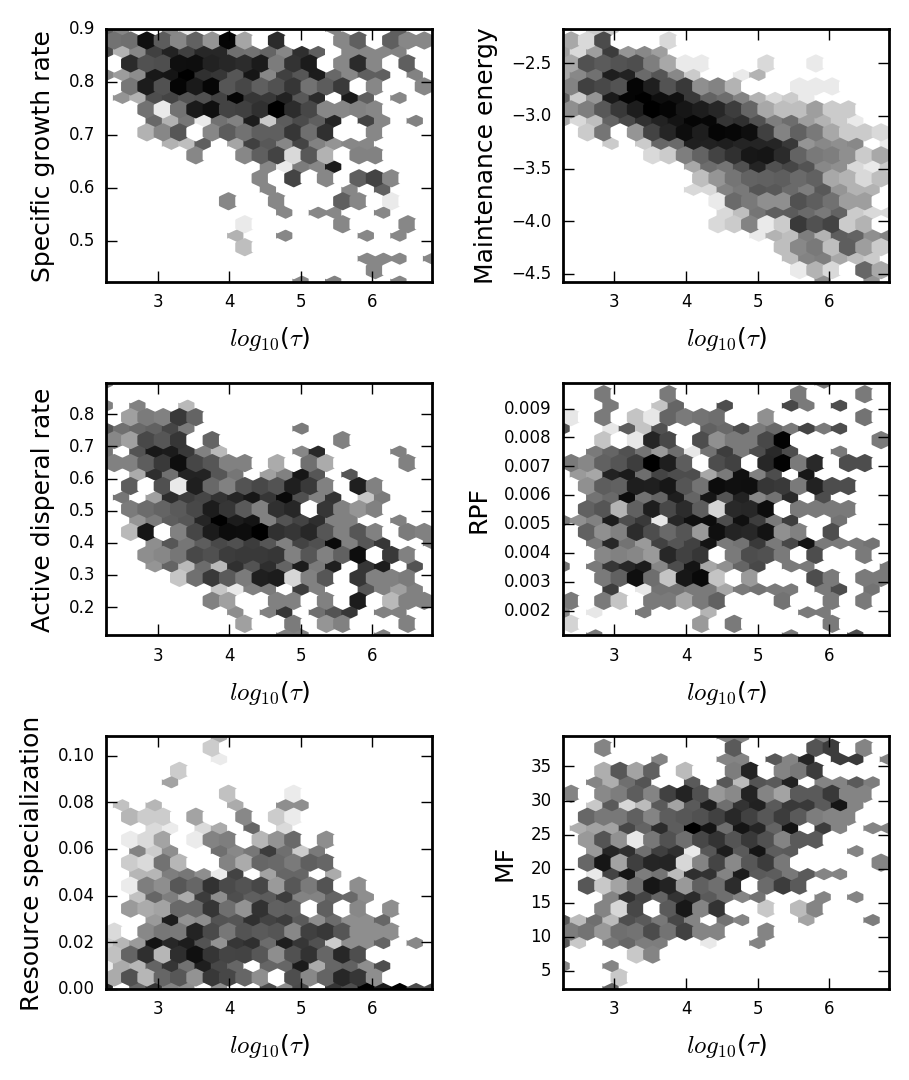 Specific growth rate
0.9
0.8
0.7
0.6
0.5
3 4 5 6
log10(τ)
Maintenance energy
−2.5
−3.0
−3.5
−4.0
−4.5
3 4 5 6
log10(τ)
Active disperal rate
0.8
0.7
0.6
0.5
0.4
0.3
0.2
3 4 5 6
log10(τ)
RPF
0.009
0.008
0.007
0.006
0.005
0.004
0.003
0.002
3 4 5 6
log10(τ)
Resource specialization
0.10
0.08
0.06
0.04
0.02
0.00
3 4 5 6
log10(τ)
MF
35
30
25
20
15
10
5
3 4 5 6
log10(τ)